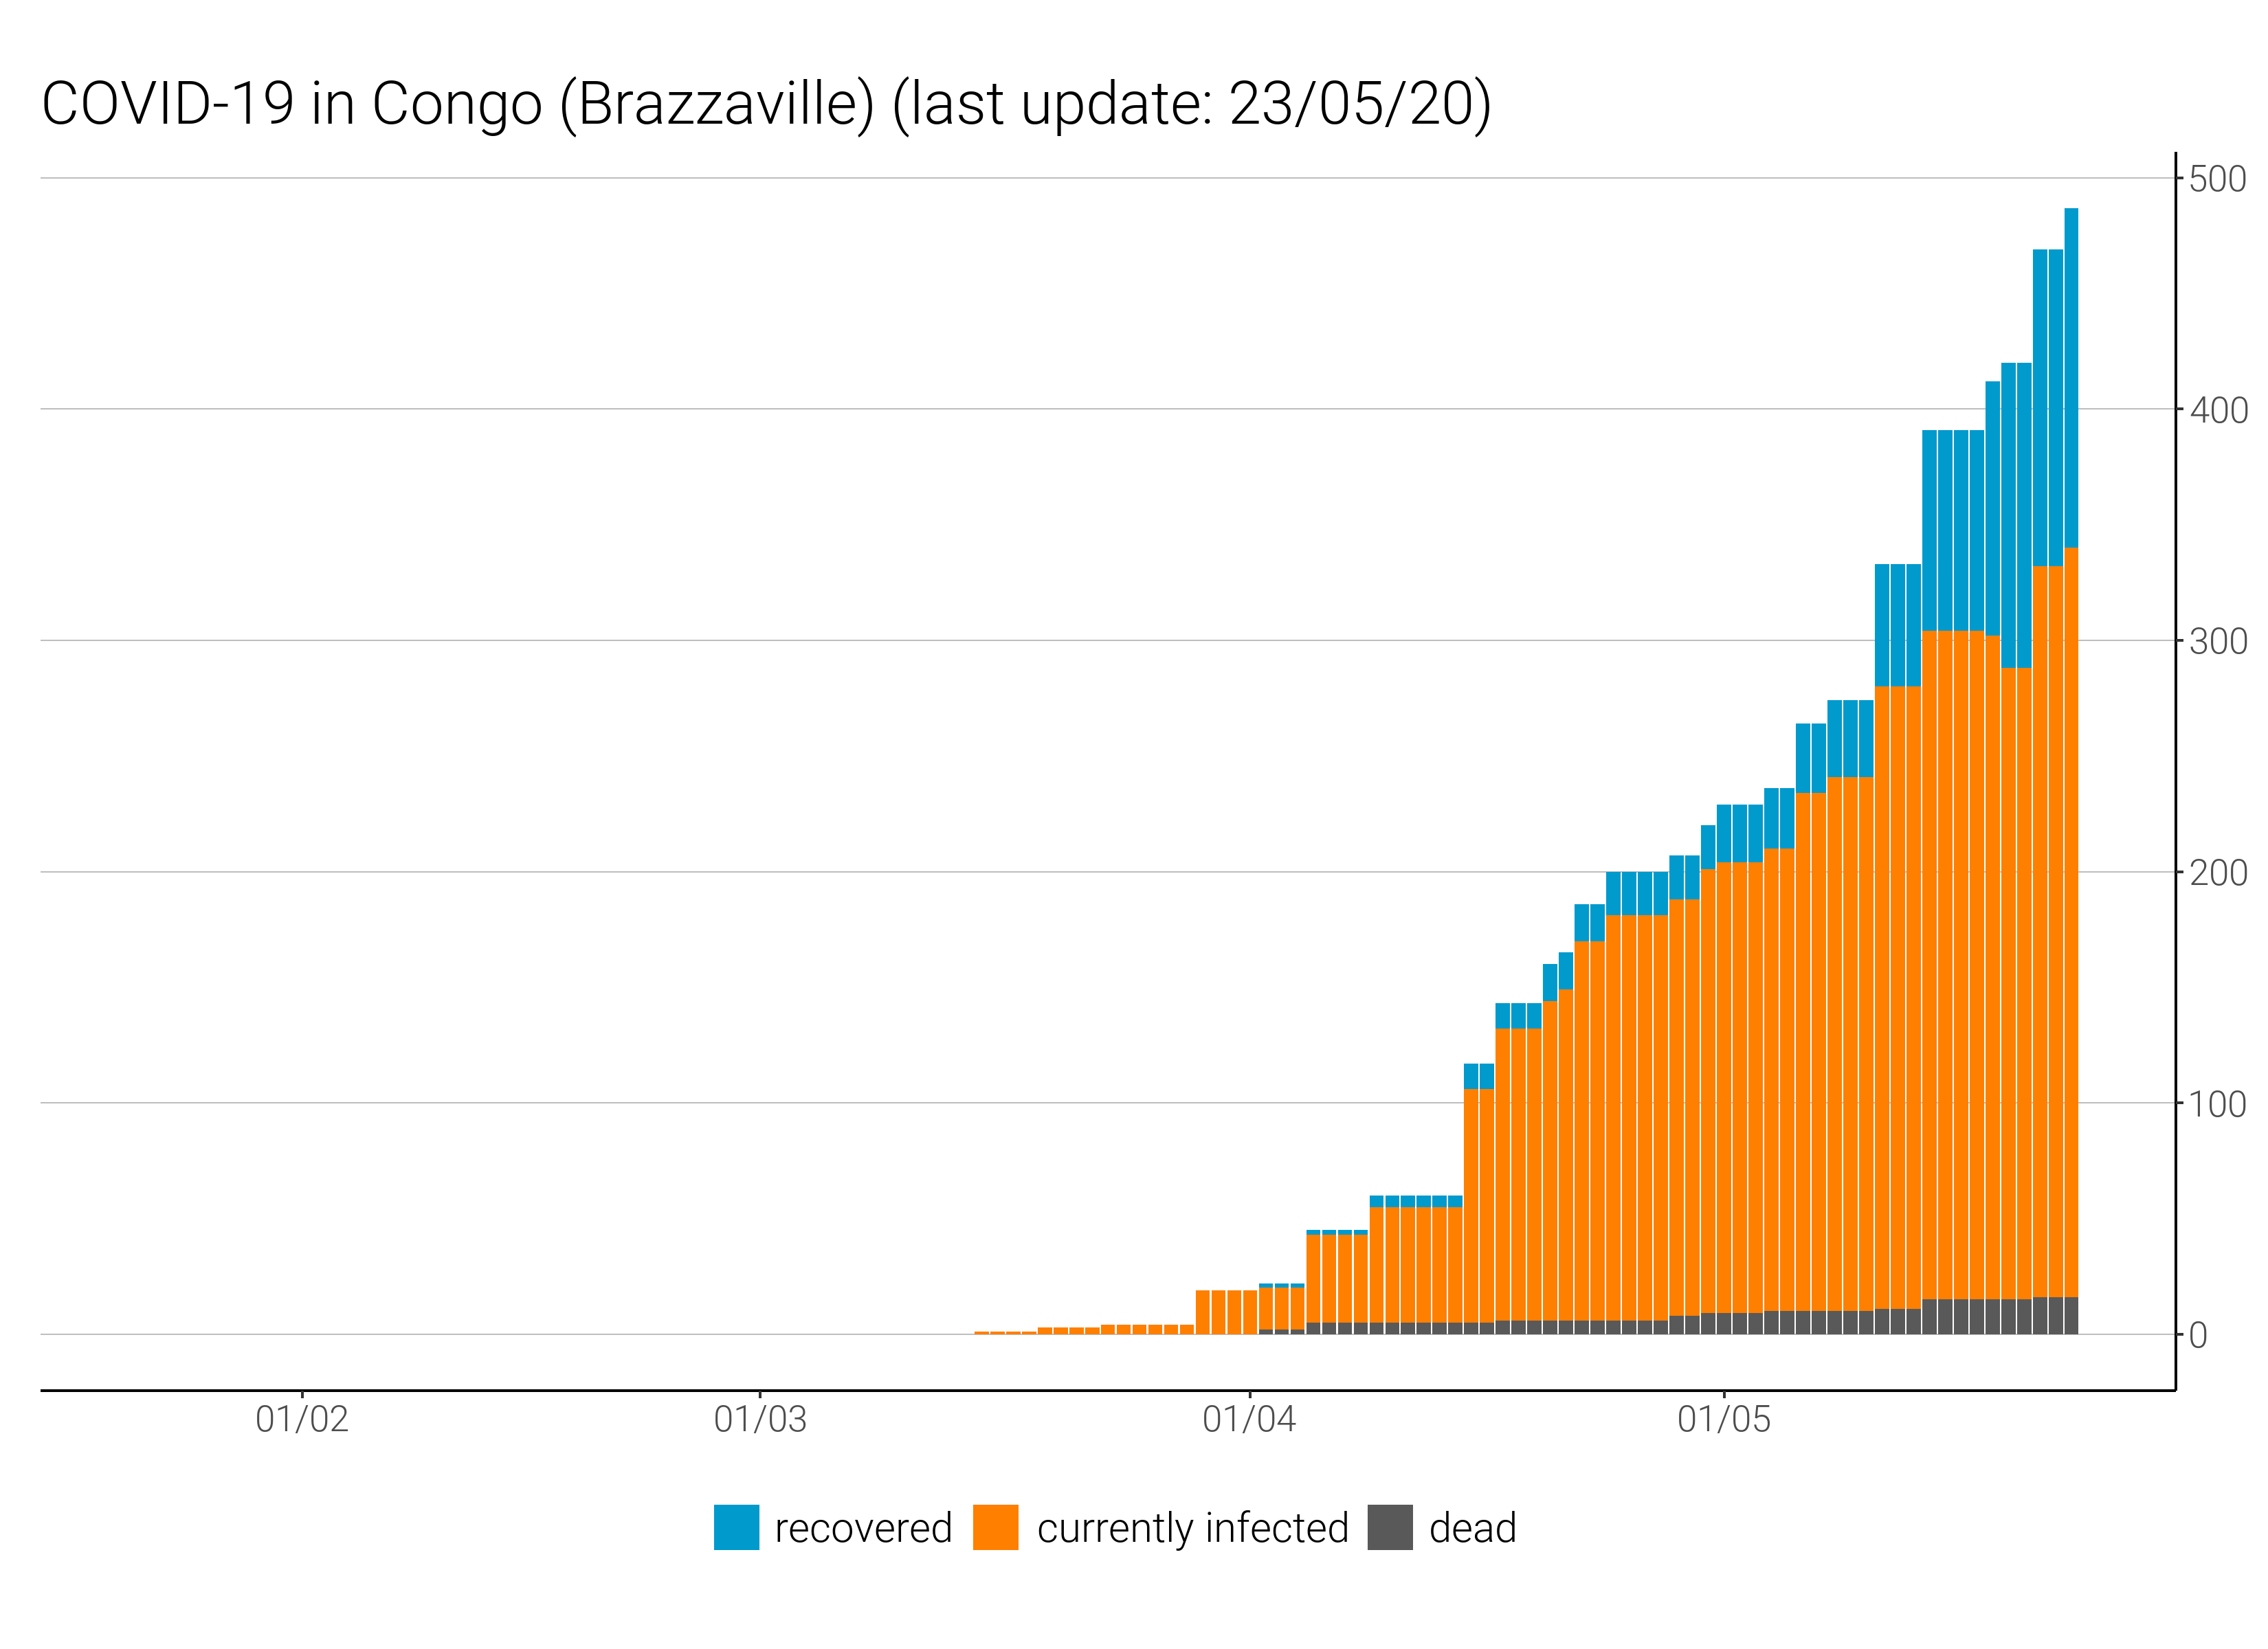 COVID-19 in Congo (Brazzaville) (last update: 23/05/20)
500
400
300
200
100
0
01/02 01/03 01/04 01/05
recovered currently infected dead